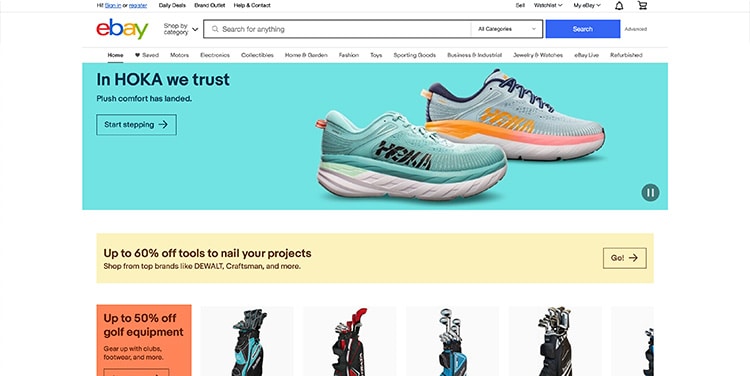 Hi! Sign in or register Daily Deals Brand Outlet Help & Contact Sell Watchlist My eBay
ebay Shop by category Search for anything All Categories Search Advanced
Home Saved Motors Electronics Collectibles Home & Garden Fashion Toys Sporting Goods Business & Industrial Jewelry & Watches eBay Live Refurbished
In HOKA we trust
Plush comfort has landed.
Start stepping
HOKA
HOKA
Up to 60% off tools to nail your projects
Shop from top brands like DEWALT, Craftsman, and more.
Go!
Up to 50% off
golf equipment
Gear up with clubs,
footwear, and more.